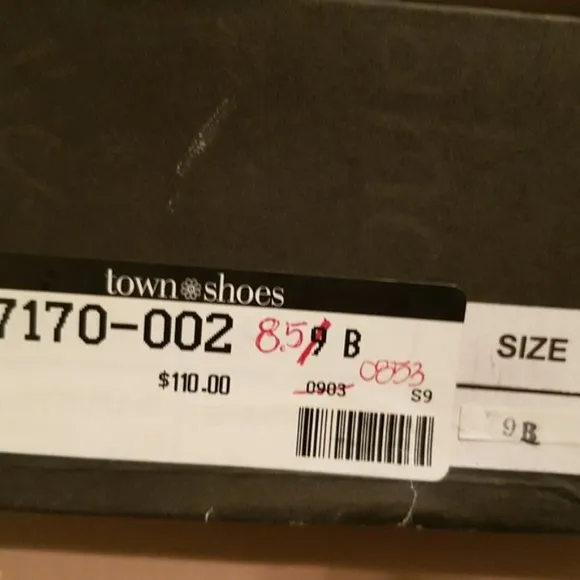 town shoes
7170-002 8.5 9 B
$110.00 0903 0853
S9
SIZE
9B